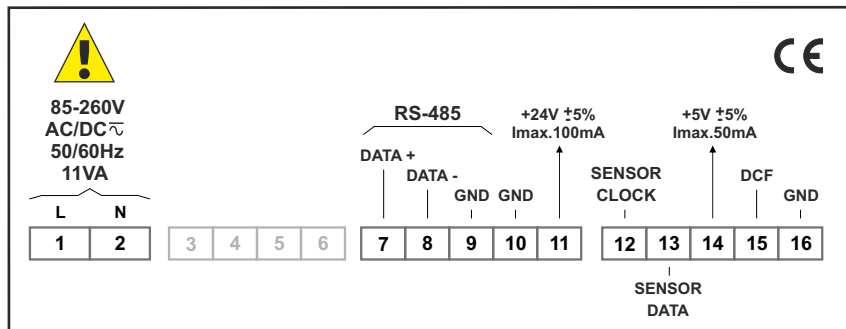 CE
85-260V
AC/DC
50/60Hz
11VA
RS-485
+24V ±5%
Imax.100mA
+5V ±5%
Imax.50mA
DATA +
DATA -
GND GND
SENSOR
CLOCK
DCF
GND
L N
1 2 3 4 5 6 7 8 9 10 11 12 13 14 15 16
SENSOR
DATA